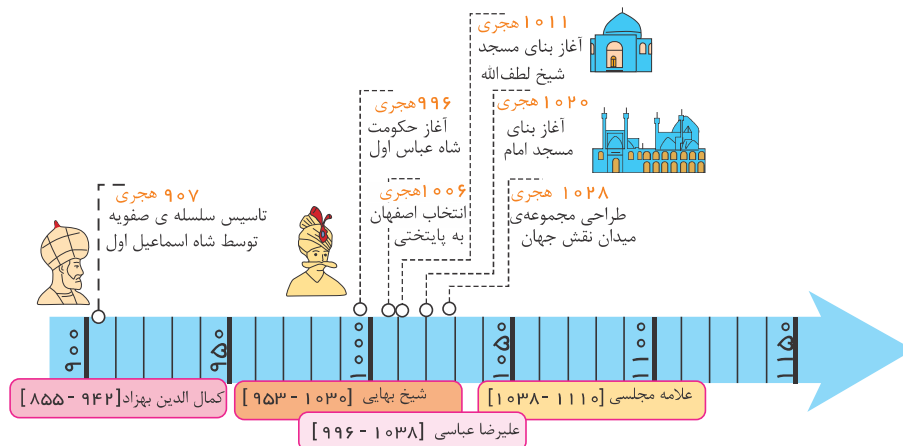 ۱۰۱۱ هجری
آغاز بنای مسجد
شیخ لطف‌الله
۱۰۲۰ هجری
آغاز بنای
مسجد امام
۹۹۶ هجری
آغاز حکومت
شاه عباس اول
۱۰۰۶ هجری
انتخاب اصفهان
به پایتختی
۱۰۲۸ هجری
طراحی مجموعه‌ی
میدان نقش جهان
۹۰۷ هجری
تاسیس سلسله ی صفویه
توسط شاه اسماعیل اول
۹۰۰
۹۵۰
۱۰۰۰
۱۰۵۰
۱۱۰۰
۱۱۵۰
کمال الدین بهزاد [۹۴۲ - ۸۵۵]
شیخ بهایی [۱۰۳۰ - ۹۵۳]
علامه مجلسی [۱۱۱۰ - ۱۰۳۸]
علیرضا عباسی [۱۰۳۸ - ۹۹۶]